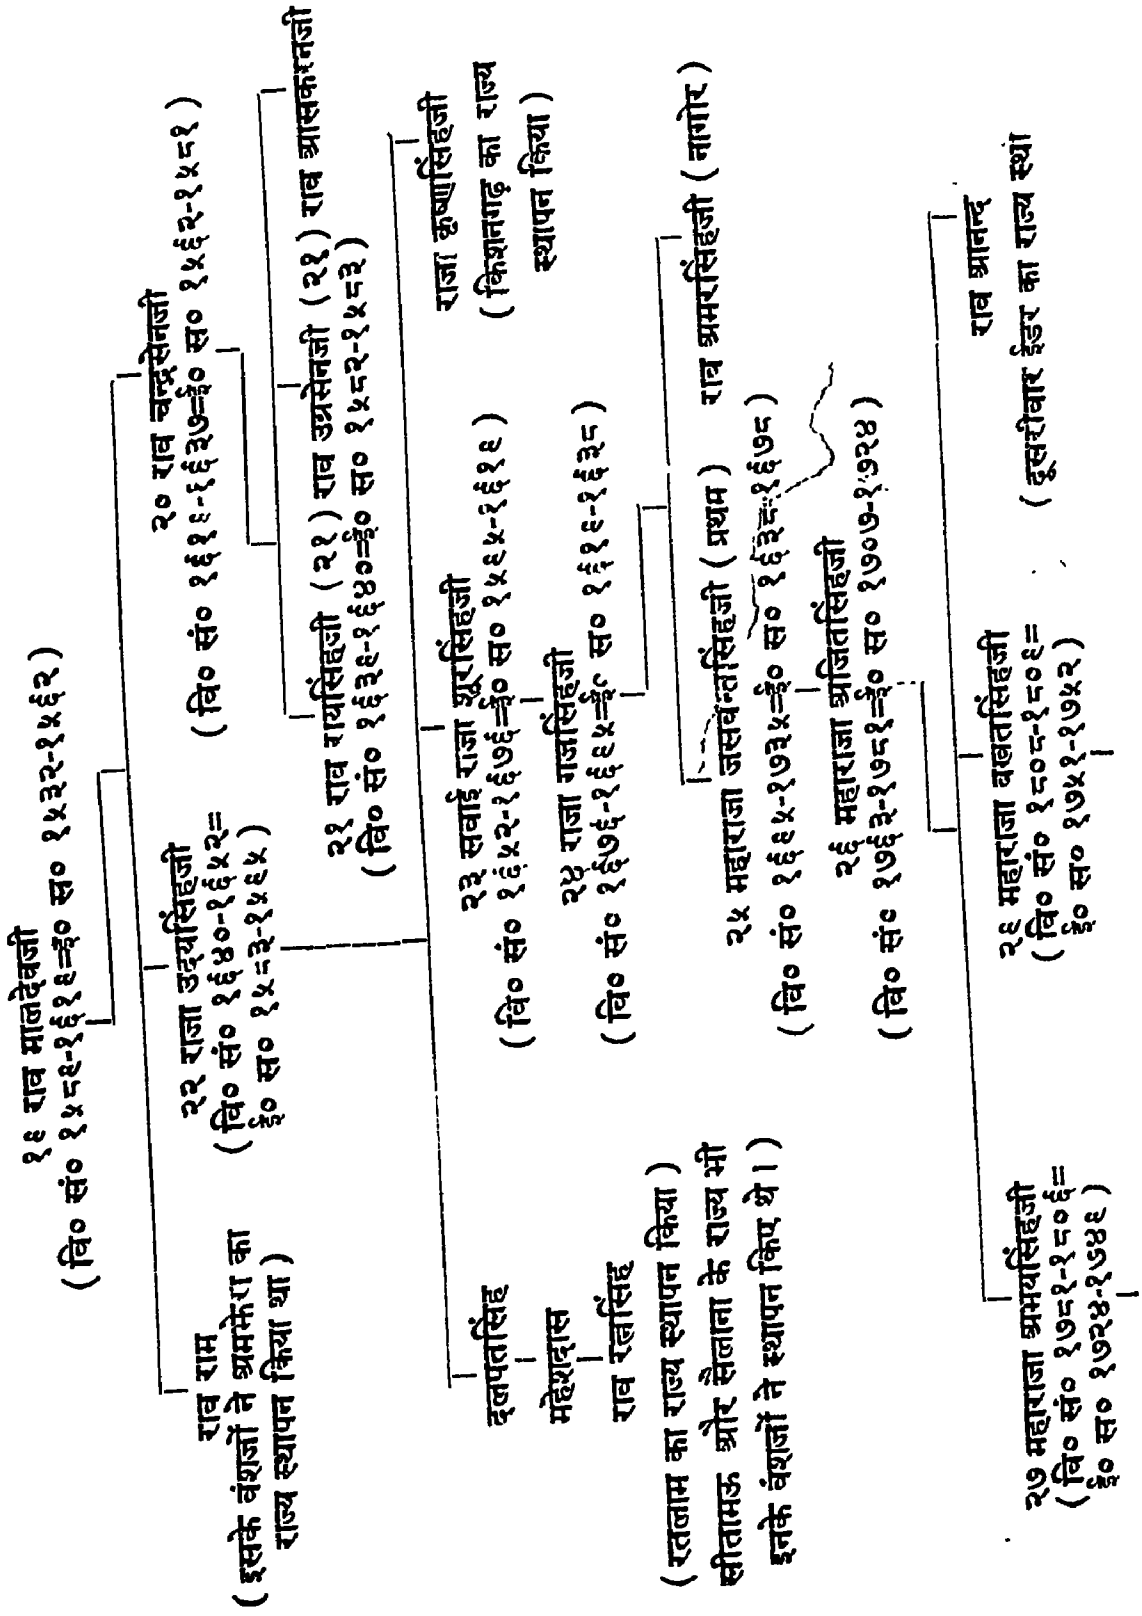 १९ राव मालदेवजी
( वि० सं० १५८९-१६१९=ई० स० १५३२-१५६२ )
राव राम
( इसके वंशजों ने अमझेरा का
राज्य स्थापन किया था )
२२ राजा उदयसिंहजी
( वि० सं० १६४०-१६५२=
ई० स० १५८३-१५९५ )
२० राव चन्द्रसेनजी
( वि० सं० १६१९-१६३७=ई० स० १५६२-१५८१ )
२१ राव रायसिंहजी (२१) राव उग्रसेनजी (२१) राव आसकरनजी
( वि० सं० १६३९-१६४०=ई० स० १५८२-१५८३ )
दलपतसिंह
महेशदास
राव रत्नसिंह
( रतलाम का राज्य स्थापन किया )
सीतामऊ और सैलाना के राज्य भी
इनके वंशजों ने स्थापन किए थे । )
२३ सवाई राजा शूरसिंहजी
( वि० सं० १६५२-१६७६=ई० स० १५९५-१६१९ )
राजा कृष्णसिंहजी
( किशनगढ़ का राज्य
स्थापन किया )
२४ राजा गजसिंहजी
( वि० सं० १६७६-१६९५=ई० स० १६१९-१६३८ )
२५ महाराजा जसवन्तसिंहजी ( प्रथम )
( वि० सं० १६९५-१७३५=ई० स० १६३८-१६७८ )
राव अमरसिंहजी ( नागोर )
२६ महाराजा अजितसिंहजी
( वि० सं० १७६३-१७८१=ई० स० १७०७-१७२४ )
२७ महाराजा अभयसिंहजी
( वि० सं० १७८१-१८०६=
ई० स० १७२४-१७४९ )
२९ महाराजा बखतसिंहजी
( वि० सं० १८०८-१८०९=
ई० स० १७५१-१७५२ )
राव आनन्द
( दूसरीवार ईडर का राज्य स्था